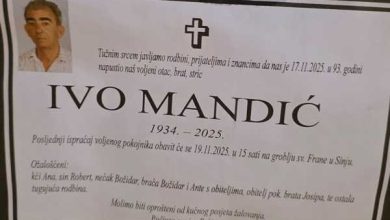 Tužnim srcem javljamo rodbini, prijateljima i znancima da nas je 17.11.2025. u 93. godini
napustio naš voljeni otac, brat, stric
IVO MANDIĆ
1934. – 2025.
Posljednji ispraćaj voljenog pokojnika obavit će se 19.11.2025. u 15 sati na groblju sv. Frane u Sinju.
Ožalošćeni:
kći Ana, sin Robert, nećak Božidar, braća Božidar i Ante s obiteljima, obitelj pok. brata Josipa, te ostala
tugujuća rodbina.
Molimo biti oprošteni od kućnog posjeta žalovanja.